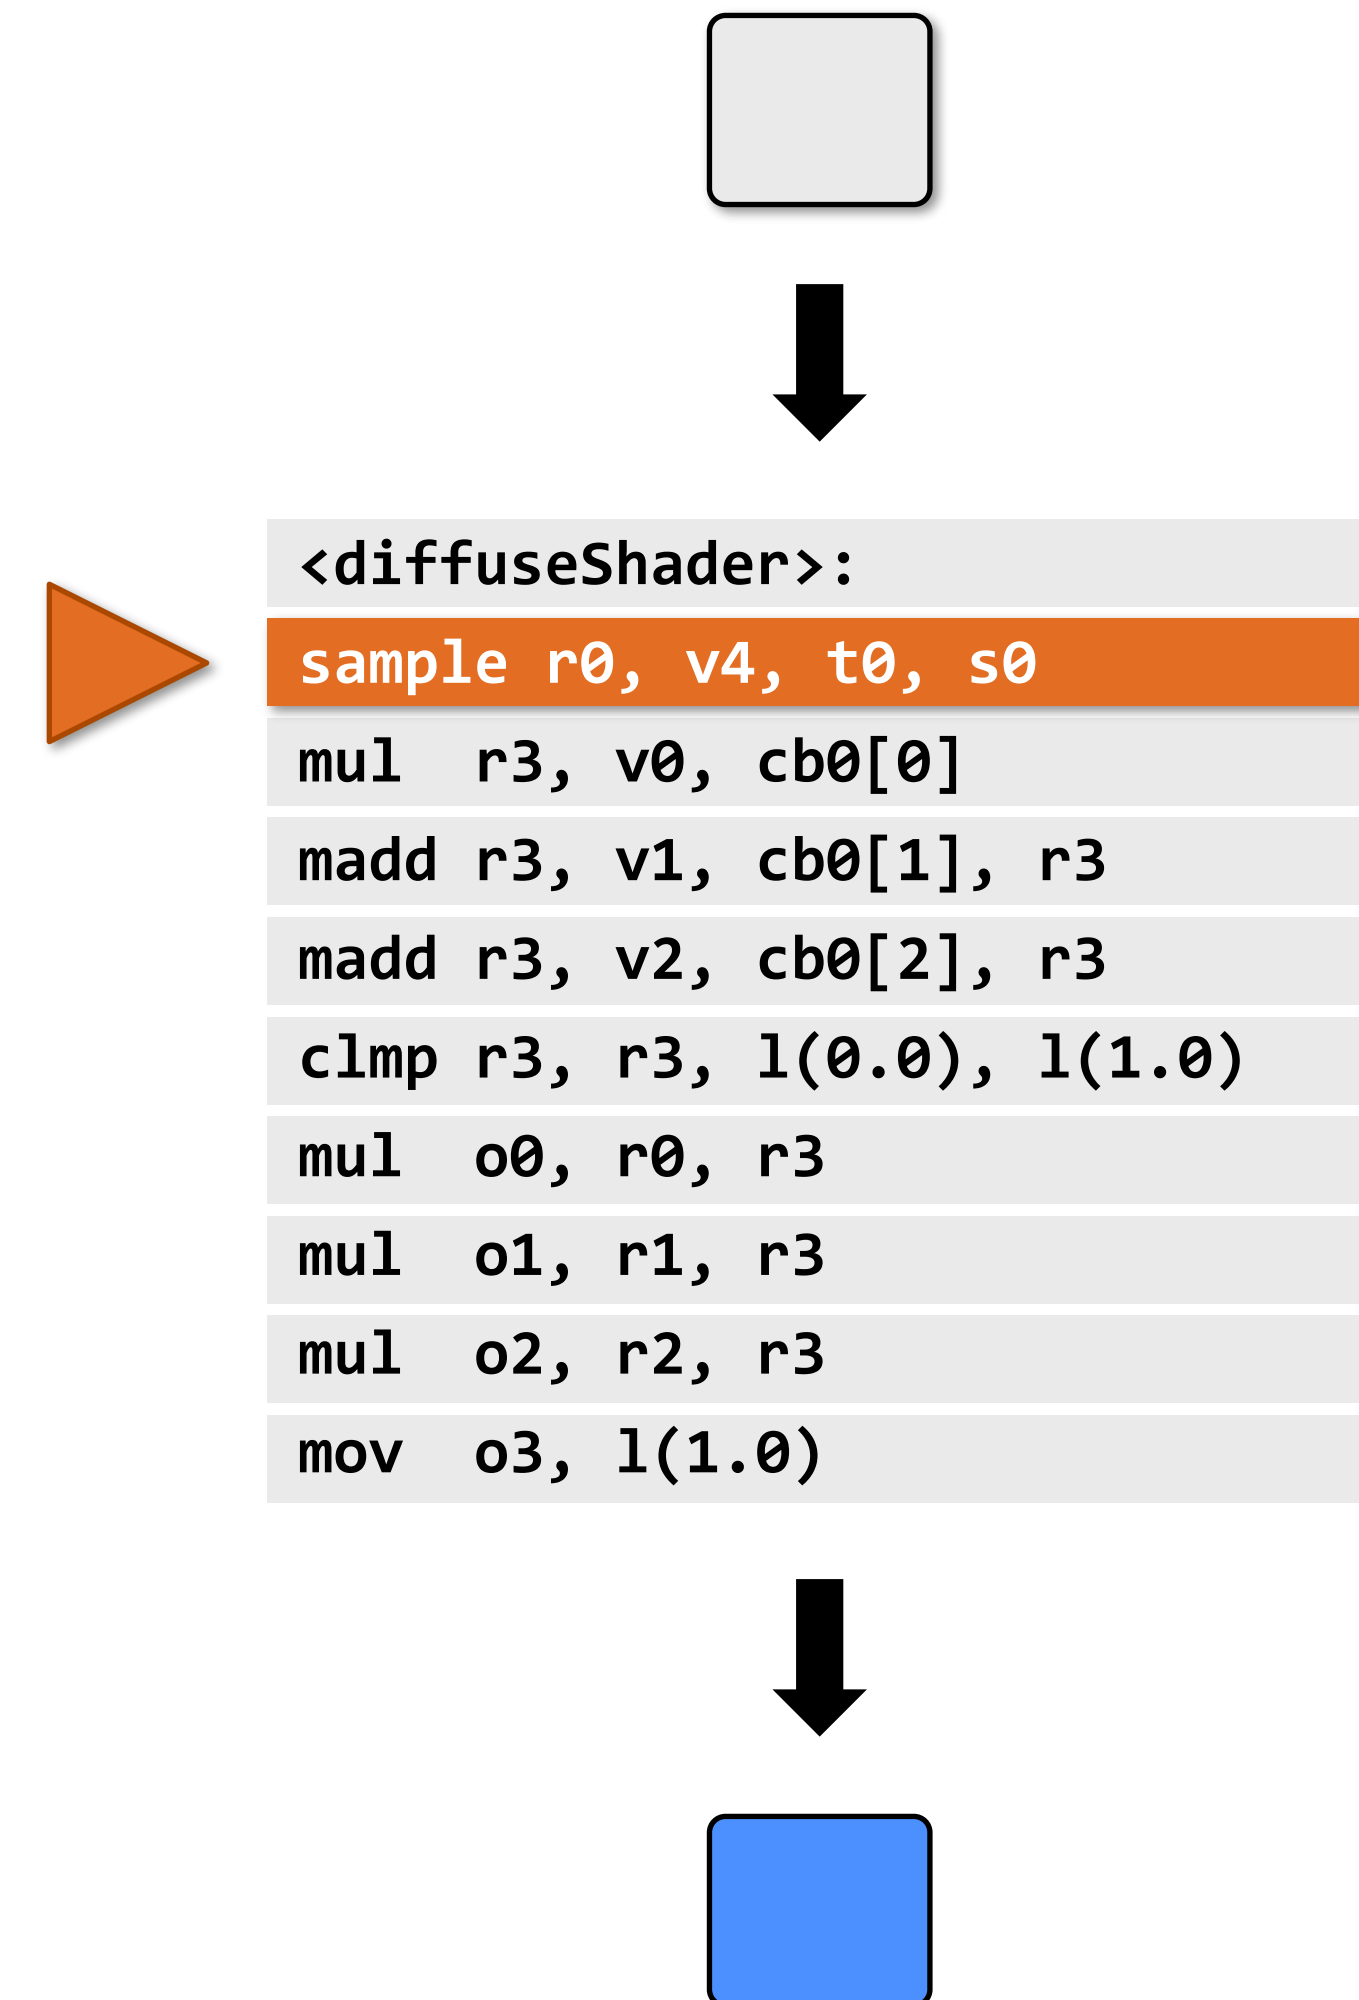 <diffuseShader>:
sample r0, v4, t0, s0
mul  r3, v0, cb0[0]
madd r3, v1, cb0[1], r3
madd r3, v2, cb0[2], r3
clmp r3, r3, l(0.0), l(1.0)
mul  o0, r0, r3
mul  o1, r1, r3
mul  o2, r2, r3
mov  o3, l(1.0)